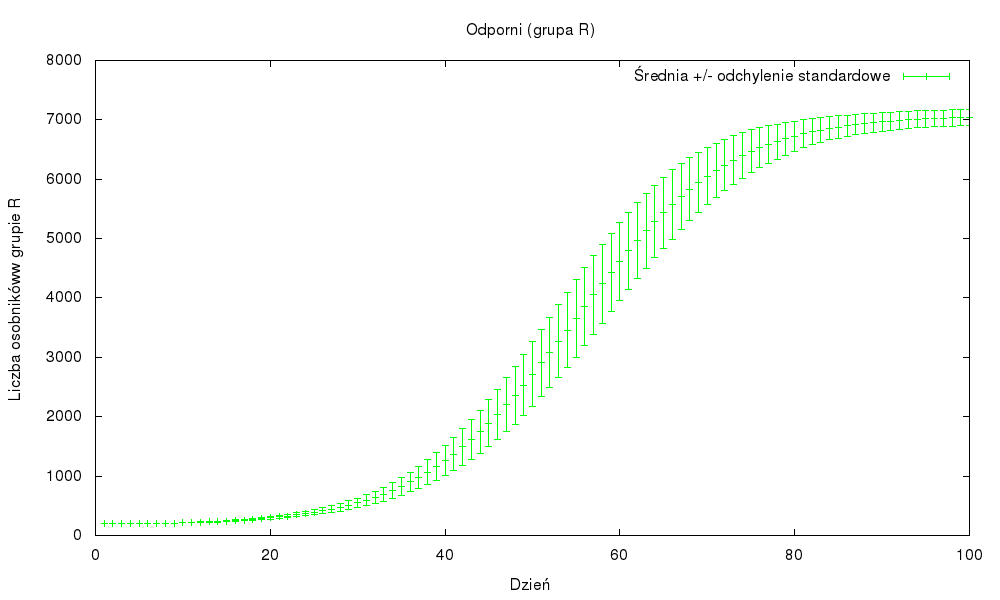 Odporni (grupa R)
8000
Średnia +/- odchylenie standardowe
7000
6000
5000
4000
3000
2000
1000
0
Liczba osobnikóww grupie R
0 20 40 60 80 100
Dzień